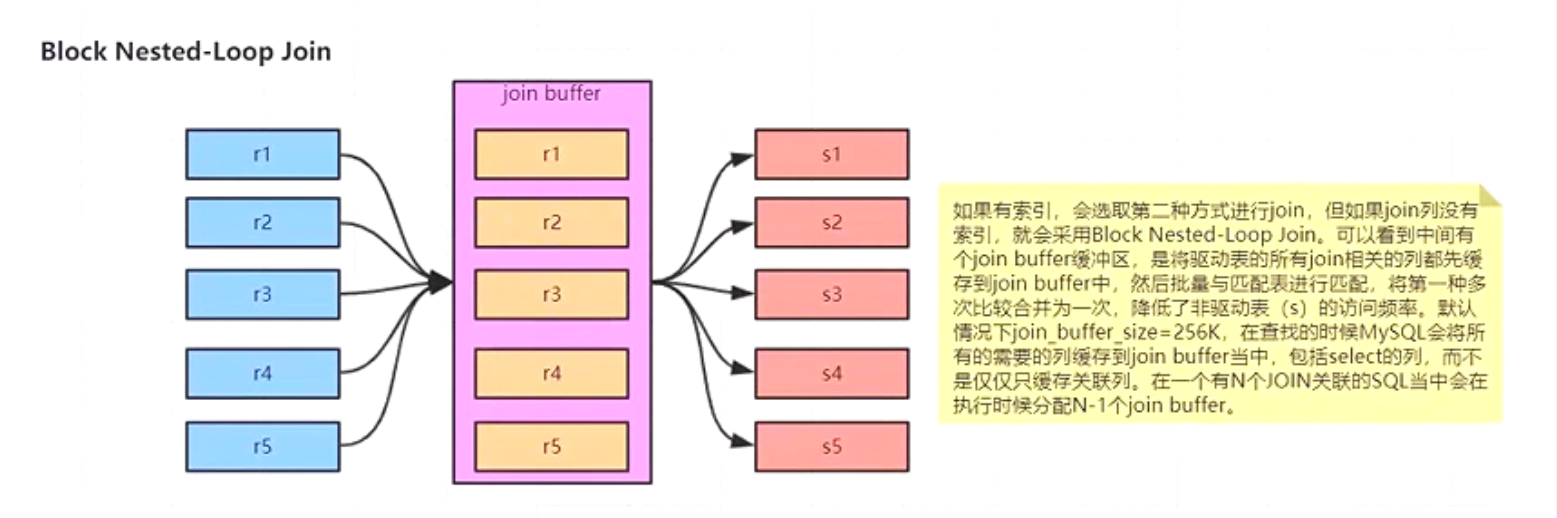 Block Nested-Loop Join
join buffer
r1
r2
r3
r4
r5
r1
r2
r3
r4
r5
s1
s2
s3
s4
s5
如果有索引，会选取第二种方式进行join，但如果join列没有
索引，就会采用Block Nested-Loop Join。可以看到中间有
个join buffer缓冲区，是将驱动表的所有join相关的列都先缓
存到join buffer中，然后批量与匹配表进行匹配，将第一种多
次比较合并为一次，降低了非驱动表（s）的访问频率。默认
情况下join_buffer_size=256K，在查找的时候MySQL会将所
有的需要的列缓存到join buffer当中，包括select的列，而不
是仅仅只缓存关联列。在一个有N个JOIN关联的SQL当中会在
执行时候分配N-1个join buffer。